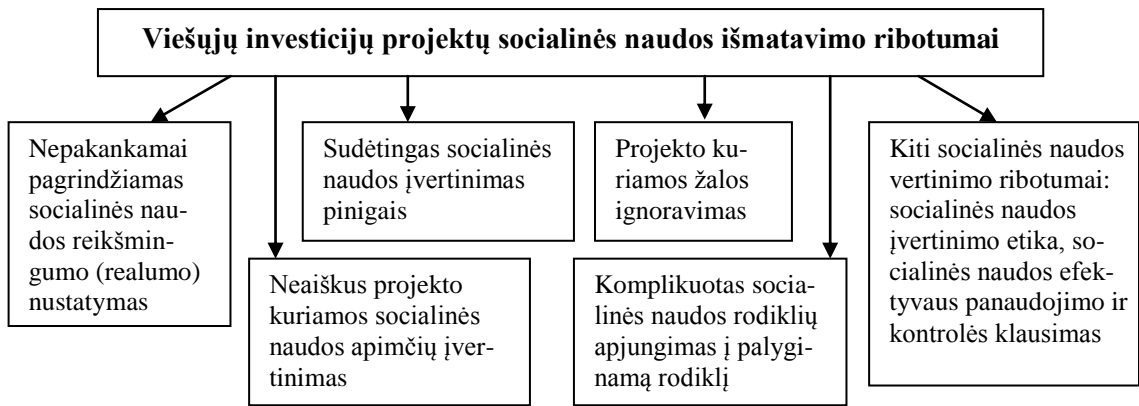 Viešųjų investicijų projektų socialinės naudos išmatavimo ribotumai
Nepakankamai
pagrindžiamas
socialinės nau-
dos reikšmin-
gumo (realumo)
nustatymas
Neaiškus projekto
kuriamos socialinės
naudos apimčių įver-
tinimas
Sudėtingas socialinės
naudos įvertinimas
pinigais
Projekto ku-
riamos žalos
ignoravimas
Komplikuotas socia-
linės naudos rodiklių
apjungimas į palygi-
namą rodiklį
Kiti socialinės naudos
vertinimo ribotumai:
socialinės naudos
įvertinimo etika, so-
cialinės naudos efek-
tyvaus panaudojimo ir
kontrolės klausimas